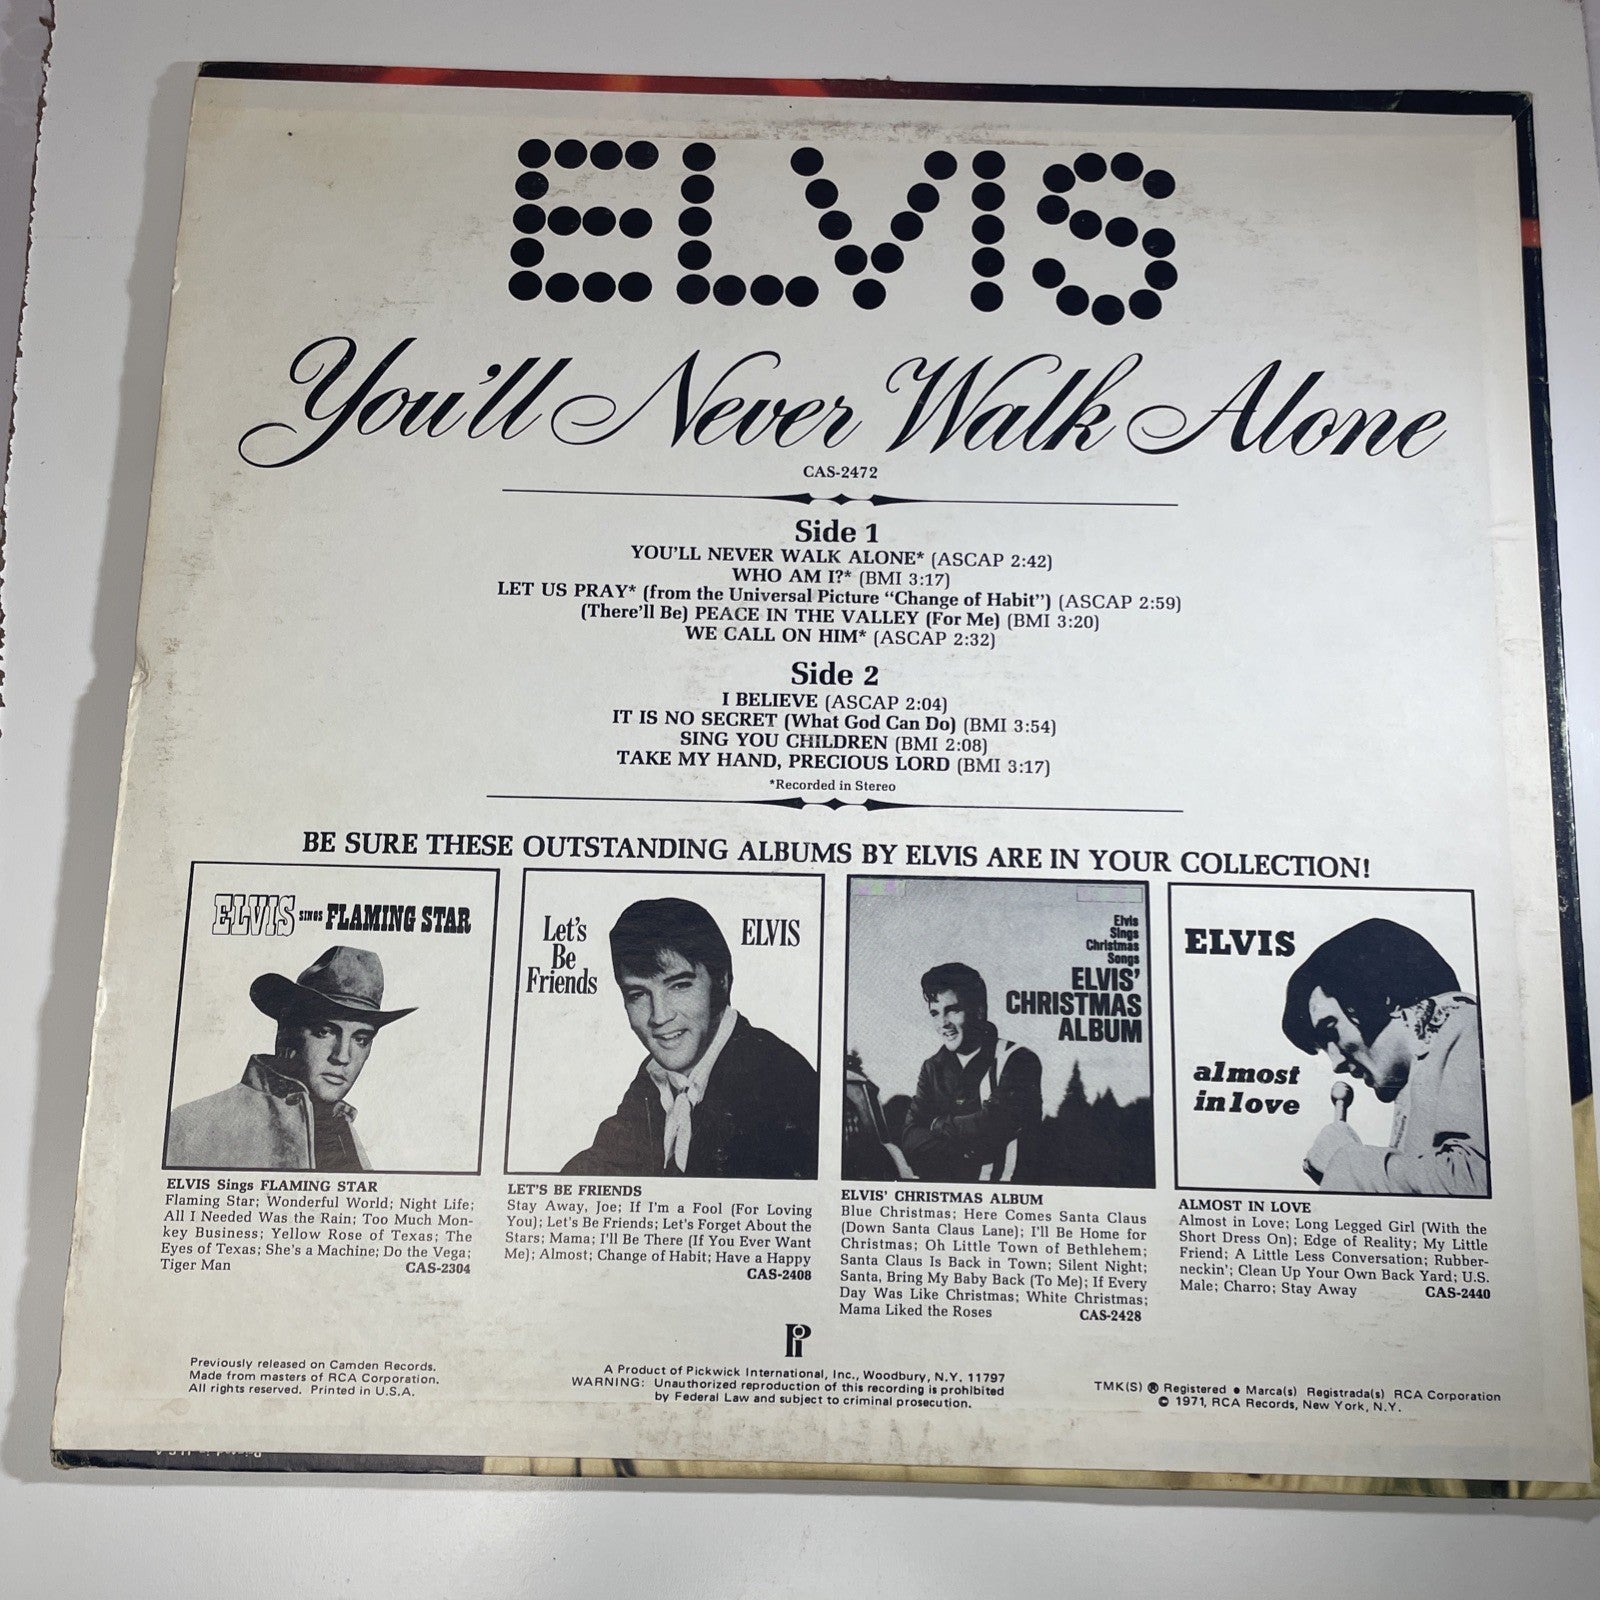 ELVIS
You'll Never Walk Alone
CAS-2472
Side 1
YOU'LL NEVER WALK ALONE* (ASCAP 2:42)
WHO AM I?* (BMI 3:17)
LET US PRAY* (from the Universal Picture “Change of Habit”) (ASCAP 2:59)
(There'll Be) PEACE IN THE VALLEY (For Me) (BMI 3:20)
WE CALL ON HIM* (ASCAP 2:32)
Side 2
I BELIEVE (ASCAP 2:04)
IT IS NO SECRET (What God Can Do) (BMI 3:54)
SING YOU CHILDREN (BMI 2:08)
TAKE MY HAND, PRECIOUS LORD (BMI 3:17)
*Recorded in Stereo
BE SURE THESE OUTSTANDING ALBUMS BY ELVIS ARE IN YOUR COLLECTION!
ELVIS SINGS FLAMING STAR
ELVIS Sings FLAMING STAR
Flaming Star; Wonderful World; Night Life;
All I Needed Was the Rain; Too Much Mon-
key Business; Yellow Rose of Texas; The
Eyes of Texas; She's a Machine; Do the Vega;
Tiger Man CAS-2304
Let's
Be
Friends
ELVIS
LET'S BE FRIENDS
Stay Away, Joe; If I'm a Fool (For Loving
You); Let's Be Friends; Let's Forget About the
Stars; Mama; I'll Be There (If You Ever Want
Me); Almost; Change of Habit; Have a Happy
CAS-2408
Elvis
Sings
Christmas
Songs
ELVIS'
CHRISTMAS
ALBUM
ELVIS' CHRISTMAS ALBUM
Blue Christmas; Here Comes Santa Claus
(Down Santa Claus Lane); I'll Be Home for
Christmas; Oh Little Town of Bethlehem;
Santa Claus Is Back in Town; Silent Night;
Santa, Bring My Baby Back (To Me); If Every
Day Was Like Christmas; White Christmas;
Mama Liked the Roses CAS-2428
ELVIS
almost
in love
ALMOST IN LOVE
Almost in Love; Long Legged Girl (With the
Short Dress On); Edge of Reality; My Little
Friend; A Little Less Conversation; Rubber-
neckin'; Clean Up Your Own Back Yard; U.S.
Male; Charro; Stay Away CAS-2440
Previously released on Camden Records.
Made from masters of RCA Corporation.
All rights reserved. Printed in U.S.A.
Pi
A Product of Pickwick International, Inc., Woodbury, N.Y. 11797
WARNING: Unauthorized reproduction of this recording is prohibited
by Federal Law and subject to criminal prosecution.
TMK(S) ® Registered • Marca(s) Registrada(s) RCA Corporation
© 1971, RCA Records, New York, N.Y.
Printed in U.S.A.